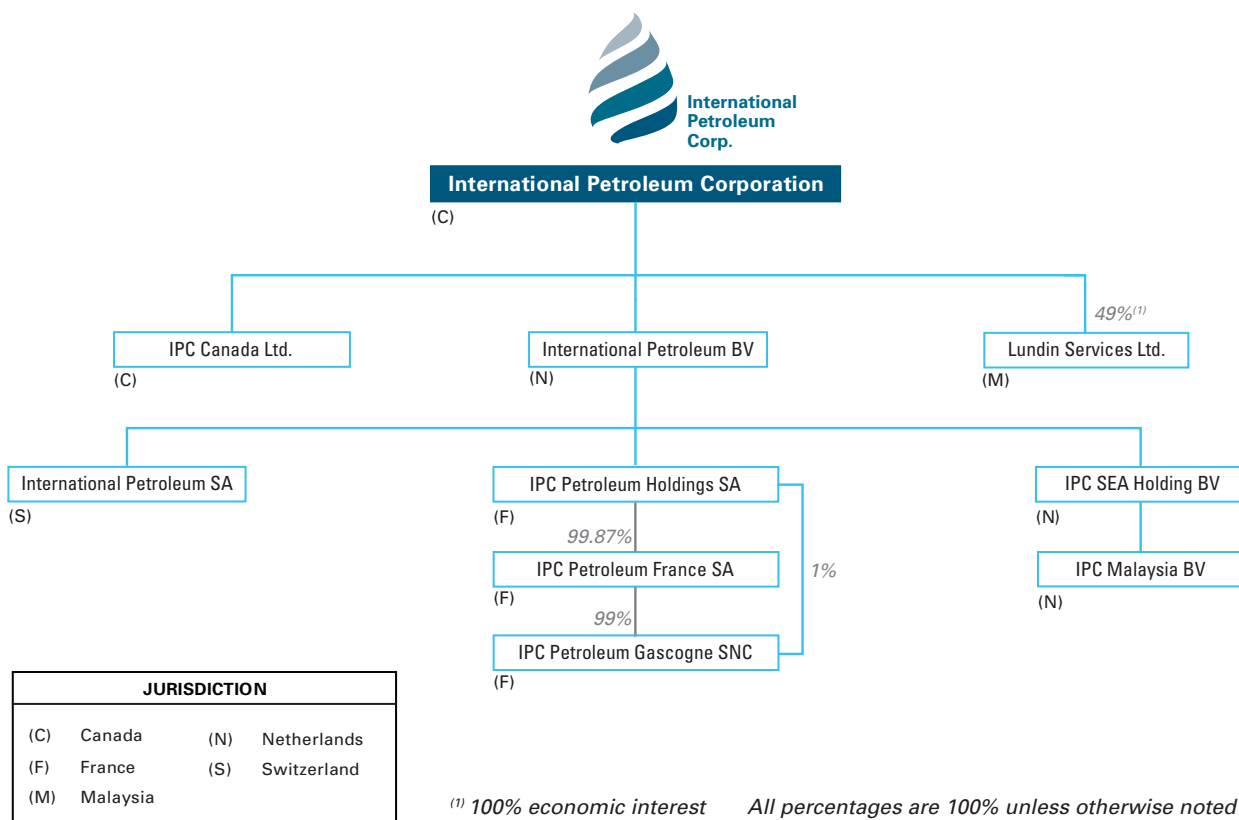 International
Petroleum
Corp.
International Petroleum Corporation
(C)
49%(1)
IPC Canada Ltd.
International Petroleum BV
Lundin Services Ltd.
(C)
(N)
(M)
International Petroleum SA
IPC Petroleum Holdings SA
IPC SEA Holding BV
(S)
(F)
(N)
99.87%
IPC Petroleum France SA
1%
IPC Malaysia BV
(F)
(N)
99%
IPC Petroleum Gascogne SNC
(F)
JURISDICTION
(C) Canada (N) Netherlands
(F) France (S) Switzerland
(M) Malaysia
(1) 100% economic interest All percentages are 100% unless otherwise noted